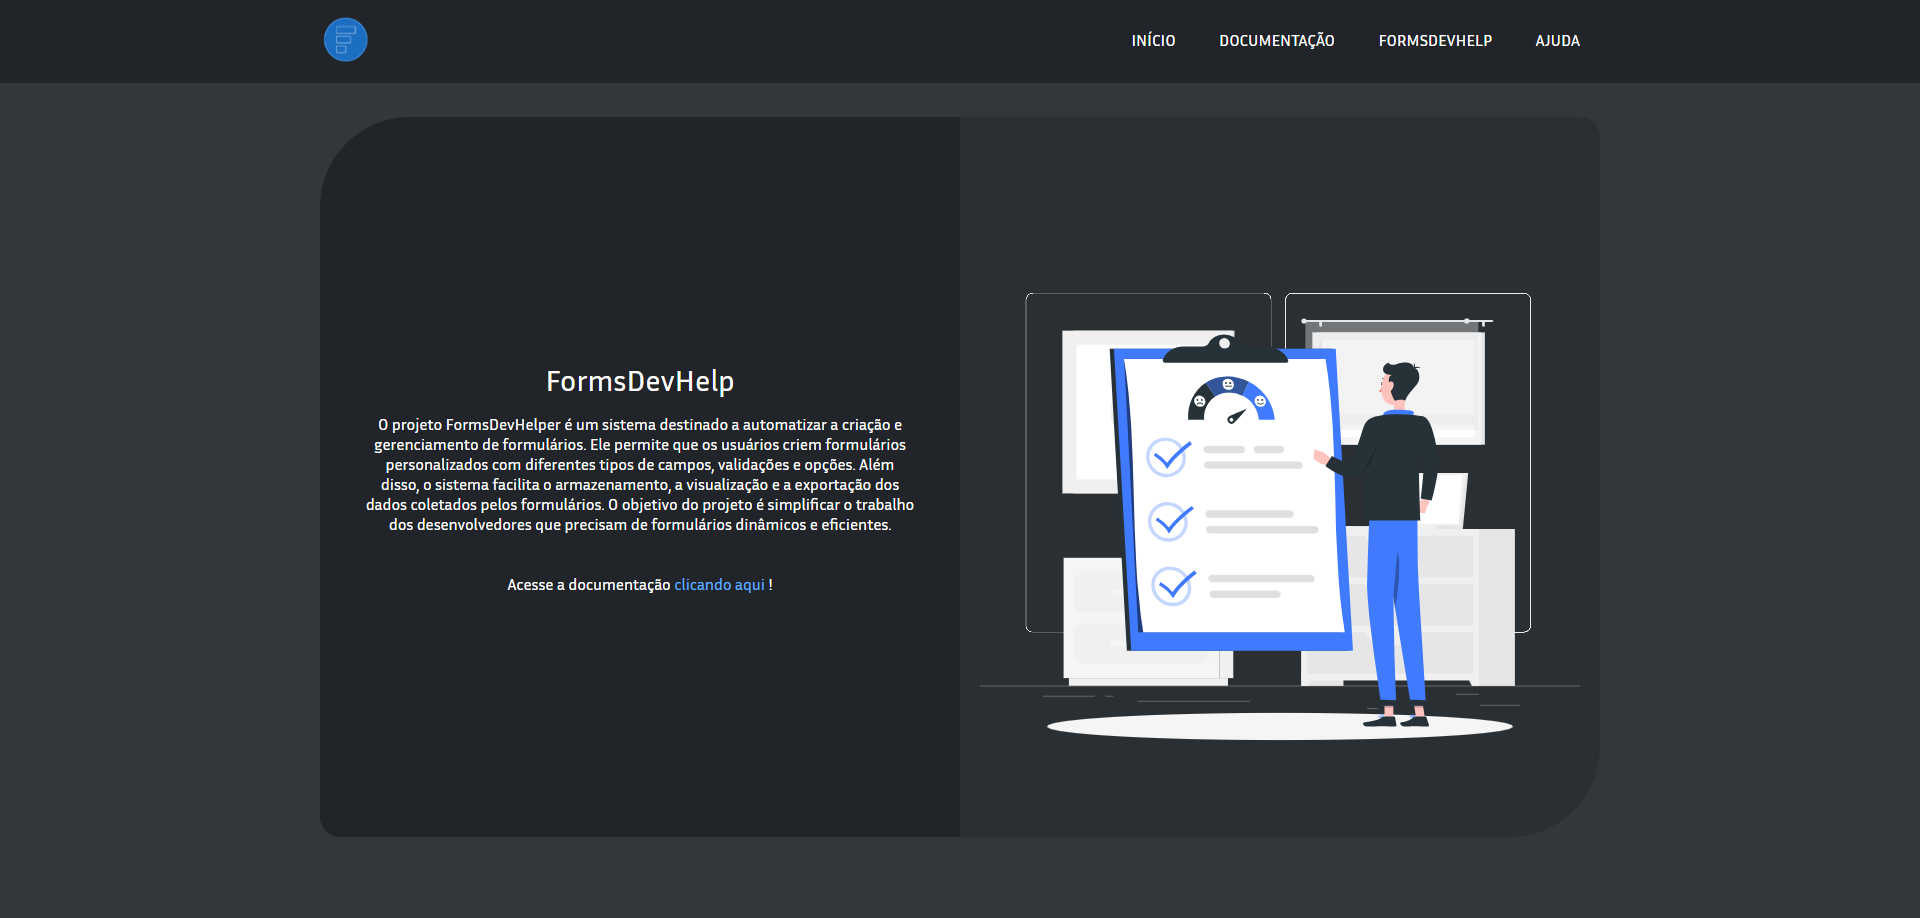 INÍCIO
DOCUMENTAÇÃO
FORMSDEVHELP
AJUDA
FormsDevHelp
O projeto FormsDevHelper é um sistema destinado a automatizar a criação e
gerenciamento de formulários. Ele permite que os usuários criem formulários
personalizados com diferentes tipos de campos, validações e opções. Além
disso, o sistema facilita o armazenamento, a visualização e a exportação dos
dados coletados pelos formulários. O objetivo do projeto é simplificar o trabalho
dos desenvolvedores que precisam de formulários dinâmicos e eficientes.
Acesse a documentação clicando aqui !